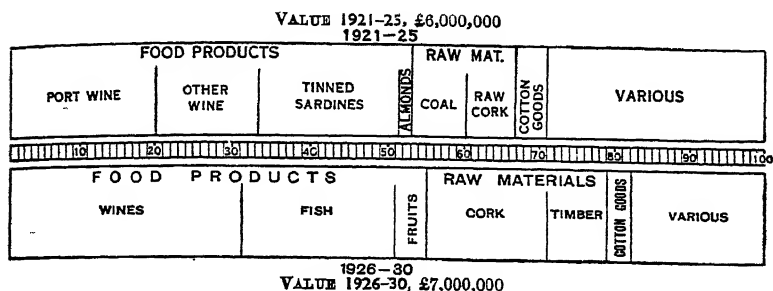 VALUE 1921-25, £6,000,000
1921-25
FOOD PRODUCTS RAW MAT.
PORT WINE
OTHER WINE
TINNED SARDINES
ALMONDS
COAL
RAW CORK
COTTON GOODS
VARIOUS
10 20 30 40 50 60 70 80 90 100
FOOD PRODUCTS RAW MATERIALS
WINES
FISH
FRUITS
CORK
TIMBER
COTTON GOODS
VARIOUS
1926-30
VALUE 1926-30, £7,000,000